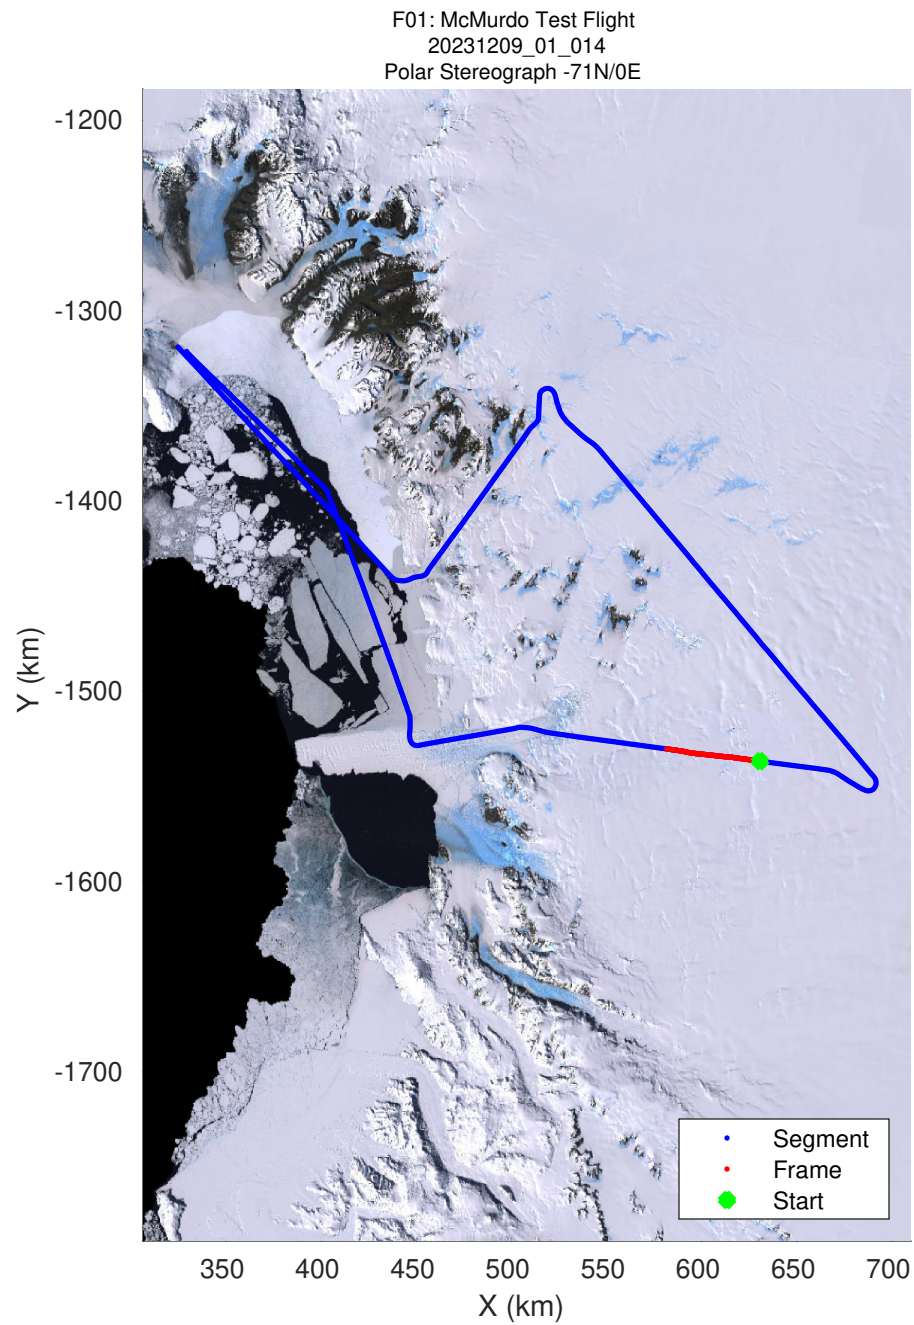 F01: McMurdo Test Flight
20231209_01_014
Polar Stereograph -71N/0E
-1200
-1300
-1400
-1500
-1600
-1700
Y (km)
Segment
Frame
Start
350 400 450 500 550 600 650 700
X (km)